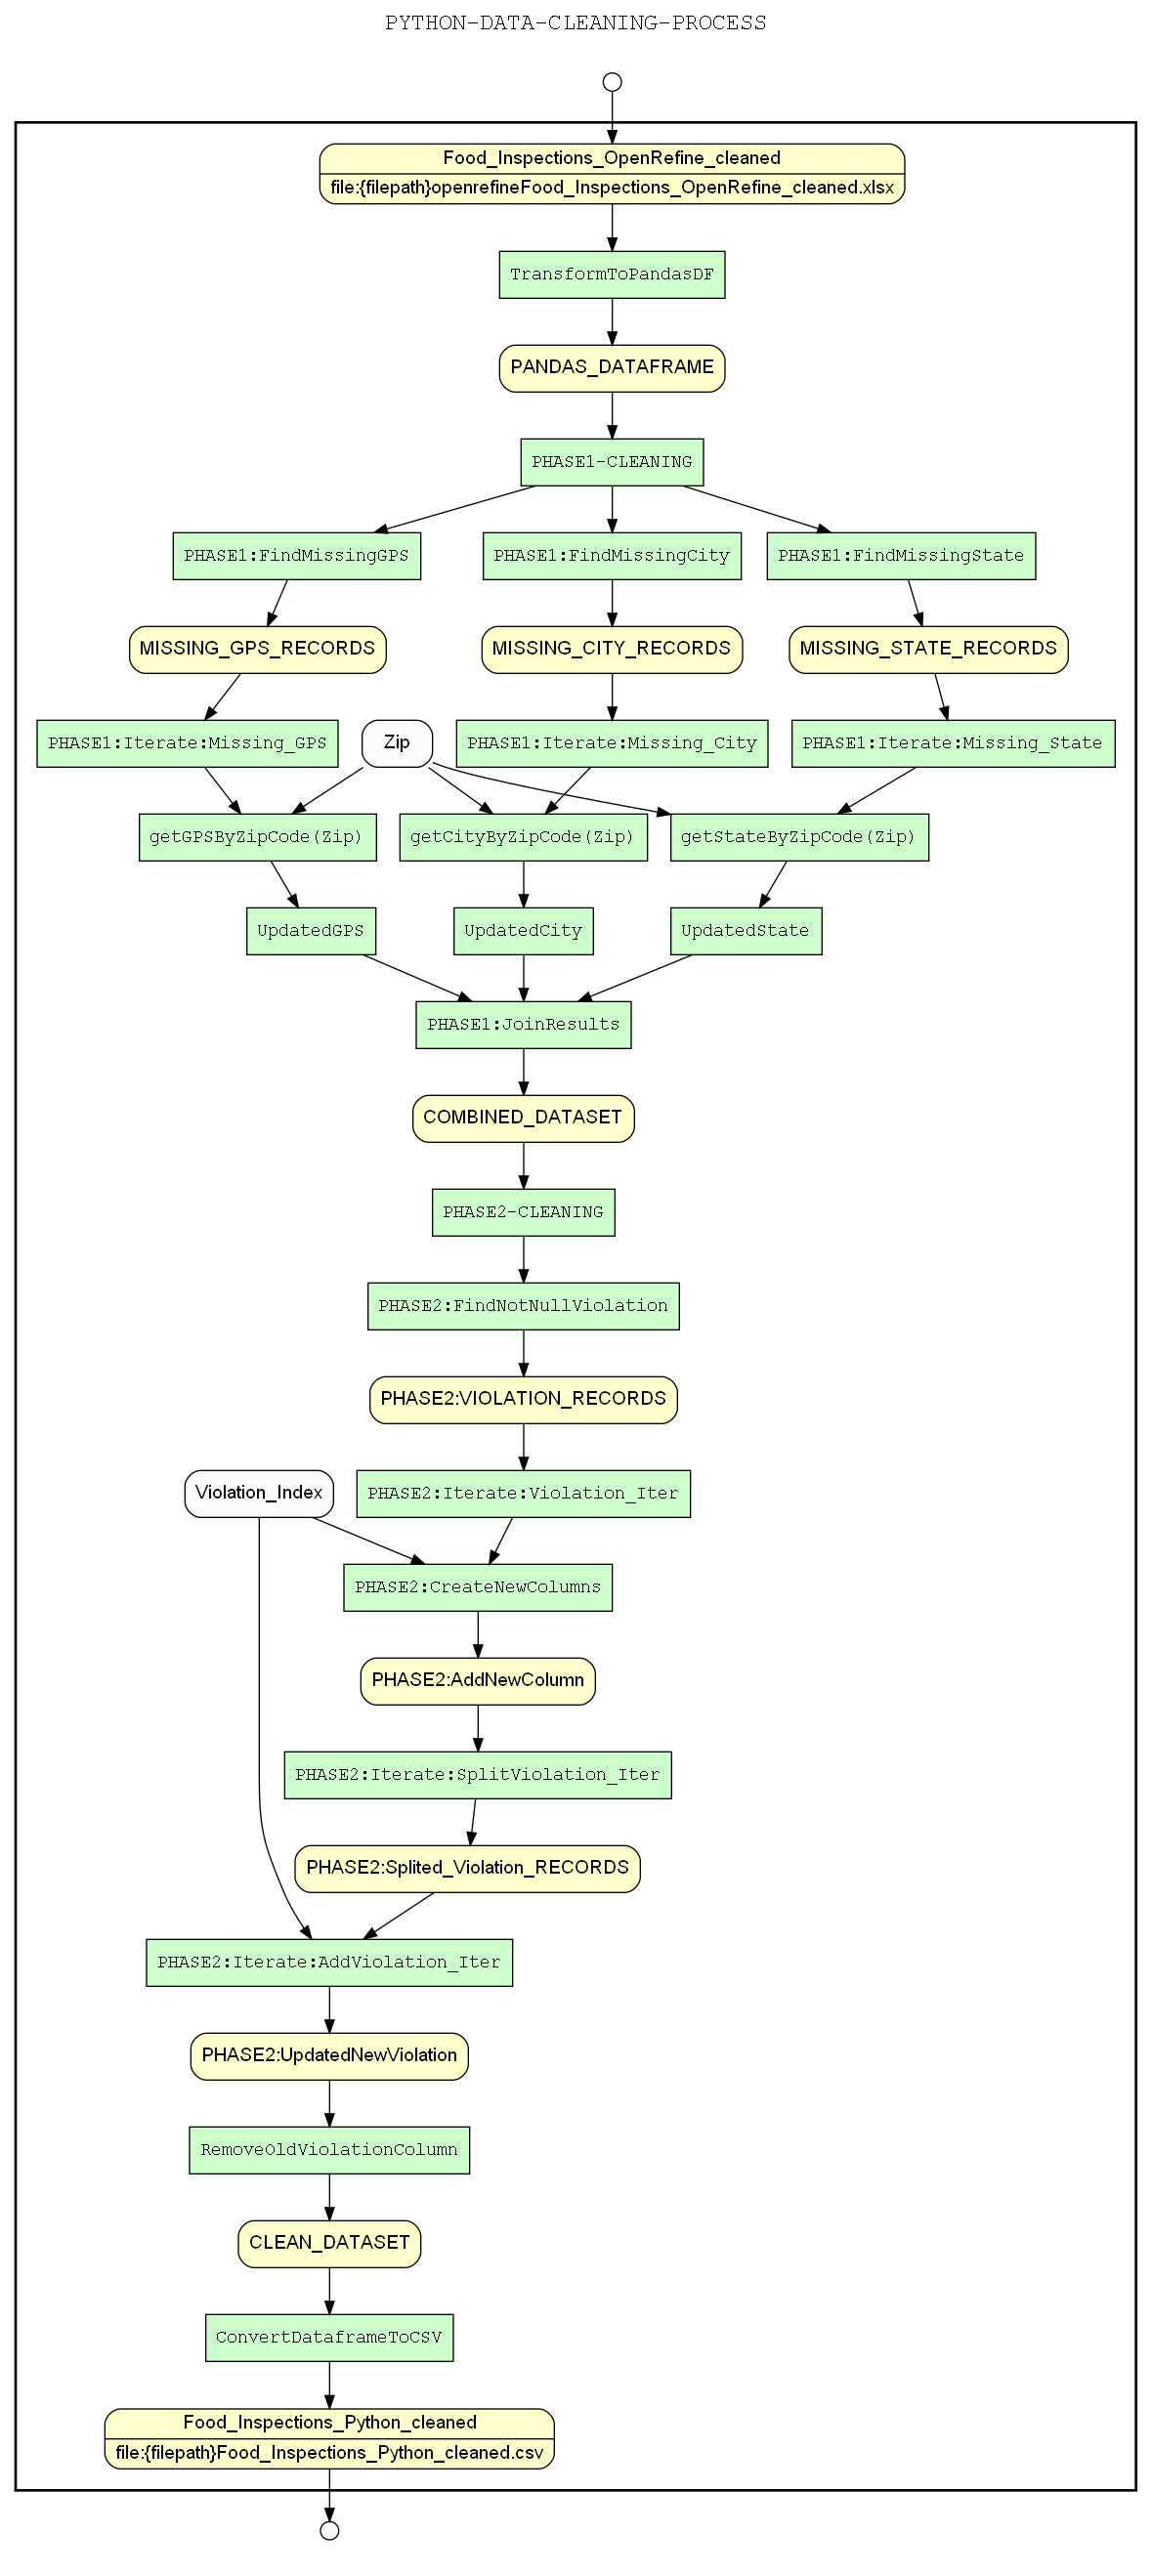 PYTHON-DATA-CLEANING-PROCESS
Food_Inspections_OpenRefine_cleaned
file:{filepath}openrefineFood_Inspections_OpenRefine_cleaned.xlsx
TransformToPandasDF
PANDAS_DATAFRAME
PHASE1-CLEANING
PHASE1:FindMissingGPS
PHASE1:FindMissingCity
PHASE1:FindMissingState
MISSING_GPS_RECORDS
MISSING_CITY_RECORDS
MISSING_STATE_RECORDS
PHASE1:Iterate:Missing_GPS
Zip
PHASE1:Iterate:Missing_City
PHASE1:Iterate:Missing_State
getGPSByZipCode(Zip)
getCityByZipCode(Zip)
getStateByZipCode(Zip)
UpdatedGPS
UpdatedCity
UpdatedState
PHASE1:JoinResults
COMBINED_DATASET
PHASE2-CLEANING
PHASE2:FindNotNullViolation
PHASE2:VIOLATION_RECORDS
Violation_Index
PHASE2:Iterate:Violation_Iter
PHASE2:CreateNewColumns
PHASE2:AddNewColumn
PHASE2:Iterate:SplitViolation_Iter
PHASE2:Splited_Violation_RECORDS
PHASE2:Iterate:AddViolation_Iter
PHASE2:UpdatedNewViolation
RemoveOldViolationColumn
CLEAN_DATASET
ConvertDataframeToCSV
Food_Inspections_Python_cleaned
file:{filepath}Food_Inspections_Python_cleaned.csv